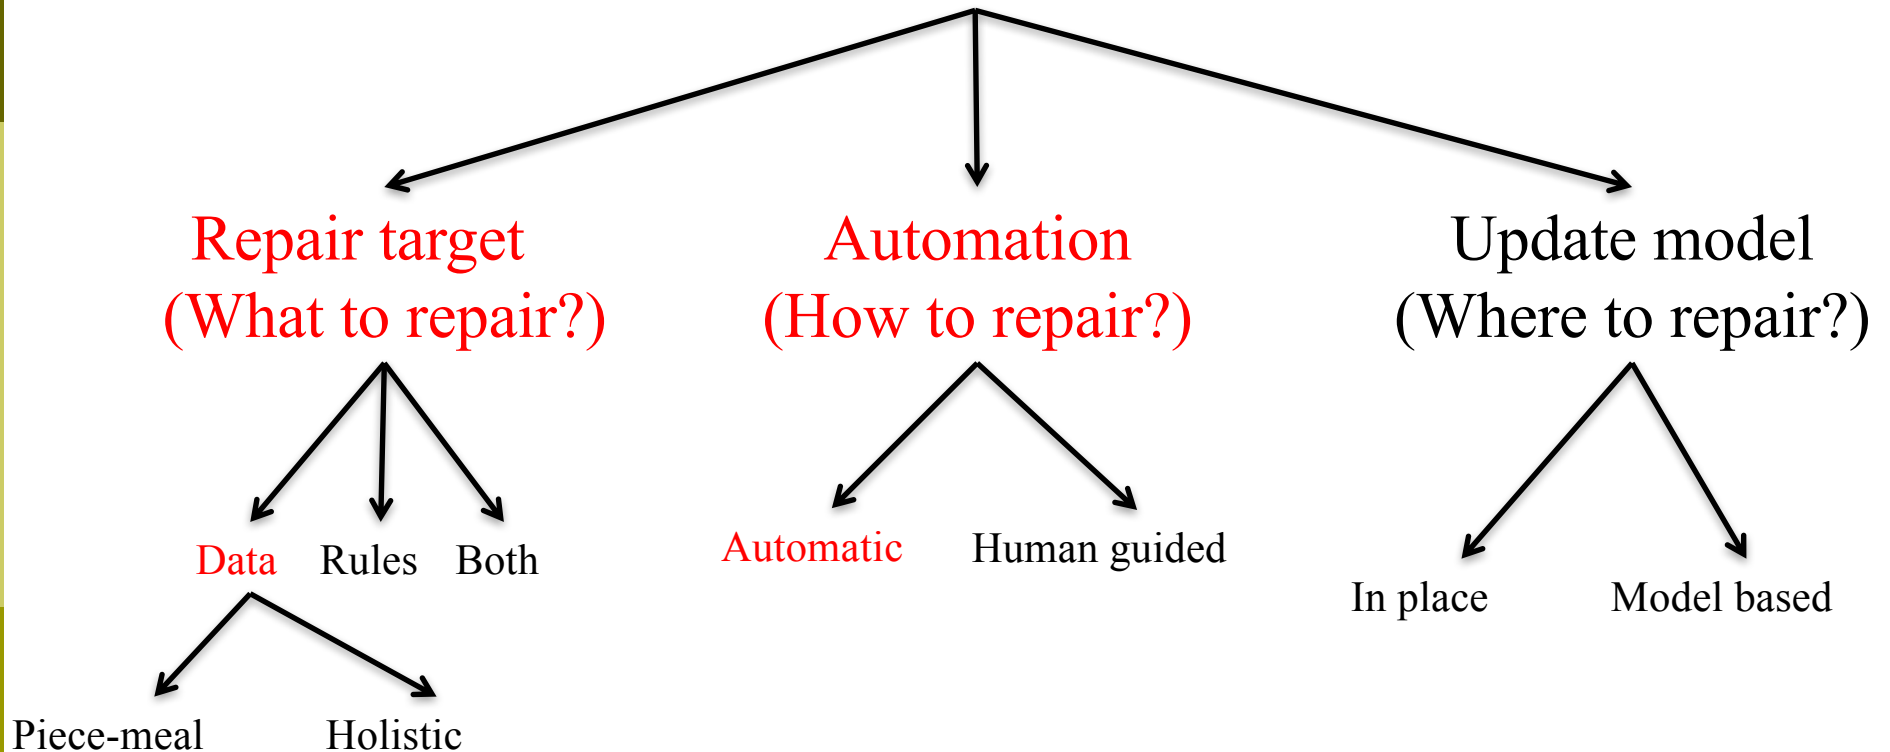 Repair target
(What to repair?)
Automation
(How to repair?)
Update model
(Where to repair?)
Data
Rules
Both
Automatic
Human guided
In place
Model based
Piece-meal
Holistic